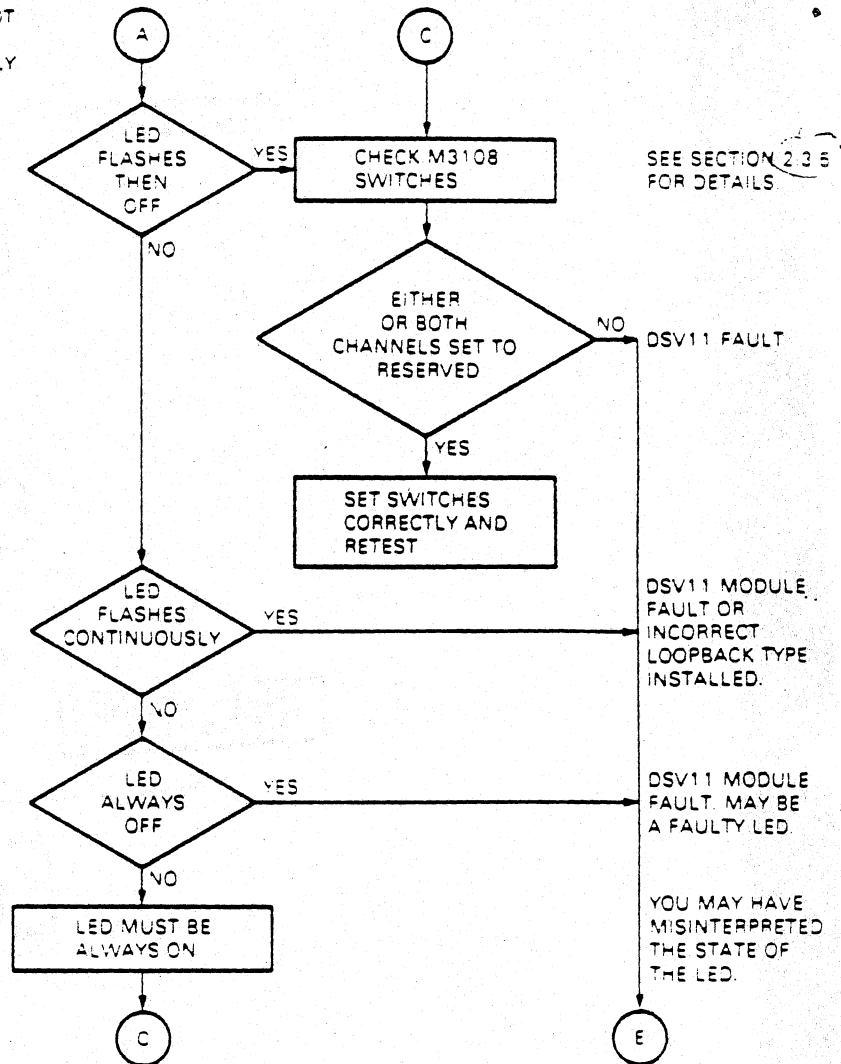 A
C
LED
FLASHES
THEN
OFF
YES
CHECK M3108
SWITCHES
SEE SECTION 2.3.5
FOR DETAILS.
NO
EITHER
OR BOTH
CHANNELS SET TO
RESERVED
NO
DSV11 FAULT
YES
SET SWITCHES
CORRECTLY AND
RETEST
LED
FLASHES
CONTINUOUSLY
YES
DSV11 MODULE
FAULT OR
INCORRECT
LOOPBACK TYPE
INSTALLED.
NO
LED
ALWAYS
OFF
YES
DSV11 MODULE
FAULT. MAY BE
A FAULTY LED.
NO
LED MUST BE
ALWAYS ON
YOU MAY HAVE
MISINTERPRETED
THE STATE OF
THE LED.
C
E